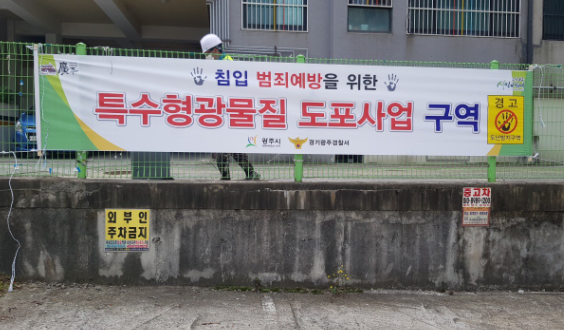 침입 범죄예방을 위한
특수형광물질 도포사업 구역
경고
광주시
경기광주경찰서
외부인
주차금지
중고차